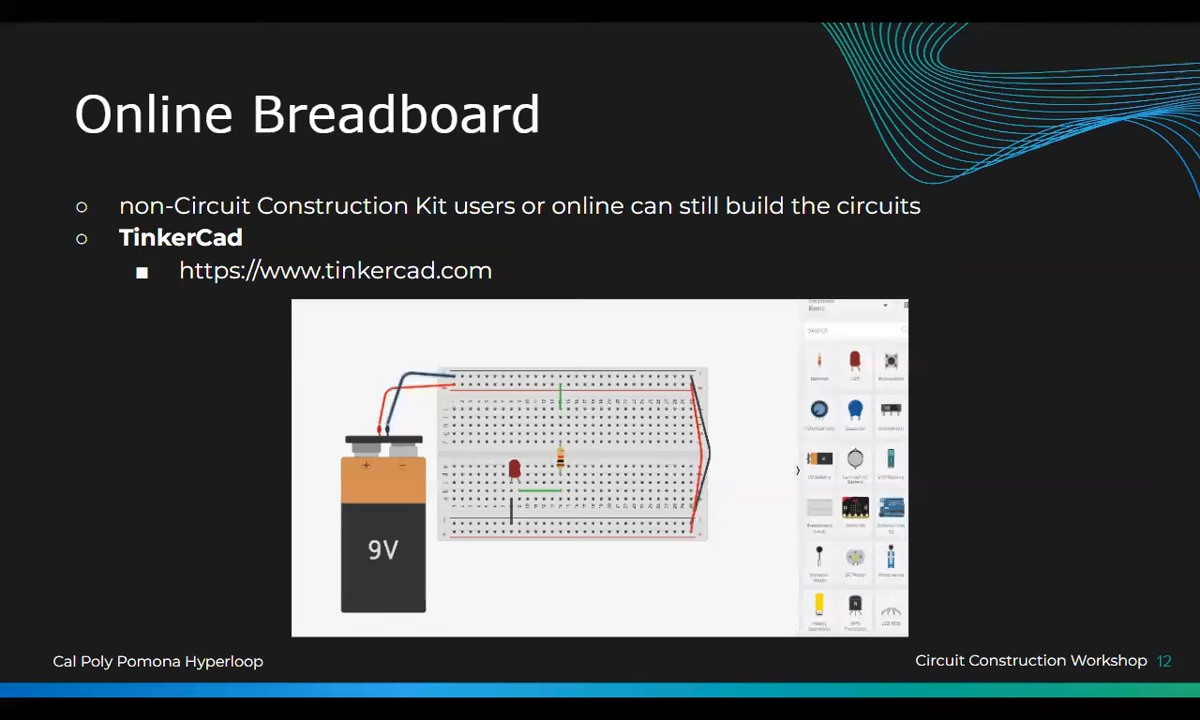 Online Breadboard
non-Circuit Construction Kit users or online can still build the circuits
TinkerCad
https://www.tinkercad.com
Search
+ −
9V
Cal Poly Pomona Hyperloop
Circuit Construction Workshop 12